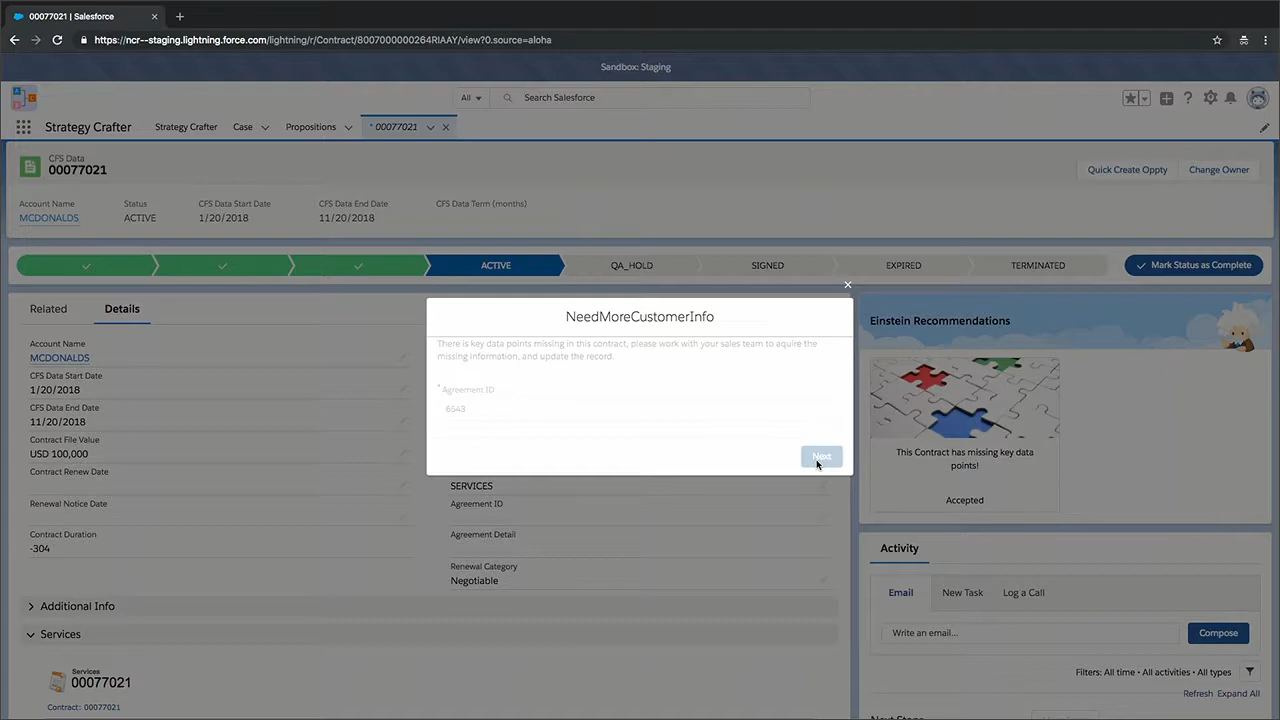 00077021 | Salesforce
https://ncr--staging.lightning.force.com/lightning/r/Contract/8007000000264RIAAY/view?0.source=aloha
Sandbox: Staging
All
Search Salesforce
Strategy Crafter
Strategy Crafter
Case
Propositions
* 00077021
CFS Data
00077021
Quick Create Oppty
Change Owner
Account Name
Status
CFS Data Start Date
CFS Data End Date
CFS Data Term (months)
MCDONALDS
ACTIVE
1/20/2018
11/20/2018
ACTIVE
QA_HOLD
SIGNED
EXPIRED
TERMINATED
Mark Status as Complete
Related
Details
Account Name
MCDONALDS
CFS Data Start Date
1/20/2018
CFS Data End Date
11/20/2018
Contract File Value
USD 100,000
Contract Renew Date
Renewal Notice Date
Contract Duration
-304
NeedMoreCustomerInfo
There is key data points missing in this contract, please work with your sales team to aquire the
missing information, and update the record.
* Agreement ID
6543
Next
SERVICES
Agreement ID
Agreement Detail
Renewal Category
Negotiable
Additional Info
Services
Services
00077021
Contract: 00077021
Einstein Recommendations
This Contract has missing key data
points!
Accepted
Activity
Email
New Task
Log a Call
Write an email...
Compose
Filters: All time • All activities • All types
Refresh
Expand All